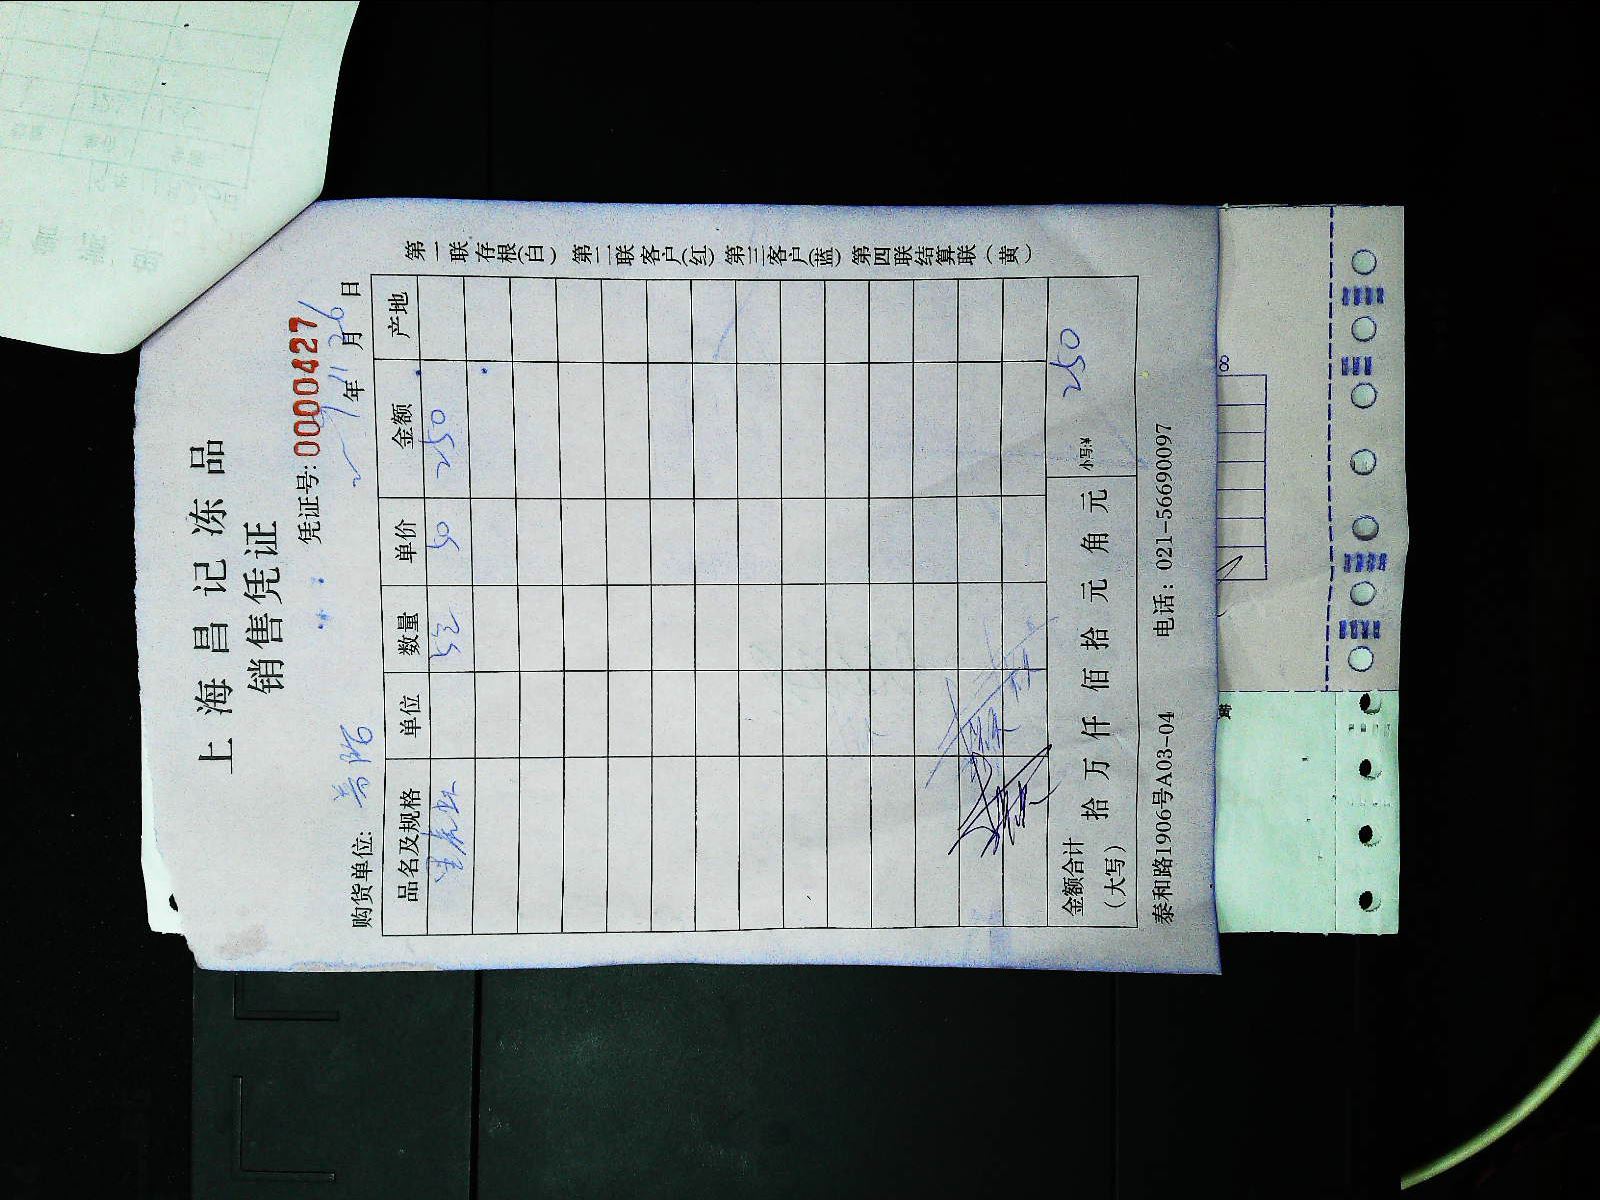 上海昌记冻品
销售凭证
凭证号: 0000427
购货单位:
年 11 月 26 日
品名及规格 单位 数量 单价 金额 产地
50 250
金额合计
(大写) 拾 万 仟 佰 拾 元 角 元 小写:¥ 250
泰和路1906号A03-04 电话：021-56690097
第一联存根(白) 第二联客户(红) 第三客户(蓝) 第四联结算联(黄)